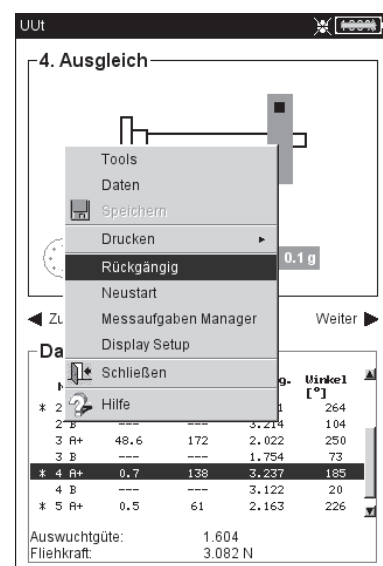 UUt
100%
4. Ausgleich
Tools
Daten
Speichern
Drucken
0.1 g
Rückgängig
Neustart
Messaufgaben Manager
Weiter
Display Setup
Schließen
Winkel
[°]
Hilfe
* 2 264
2 B --- --- 3.214 104
3 A+ 48.6 172 2.022 250
3 B --- --- 1.754 73
* 4 A+ 0.7 138 3.237 185
4 B --- --- 3.122 20
* 5 A+ 0.5 61 2.163 226
Auswuchtgüte: 1.604
Fliehkraft: 3.082 N